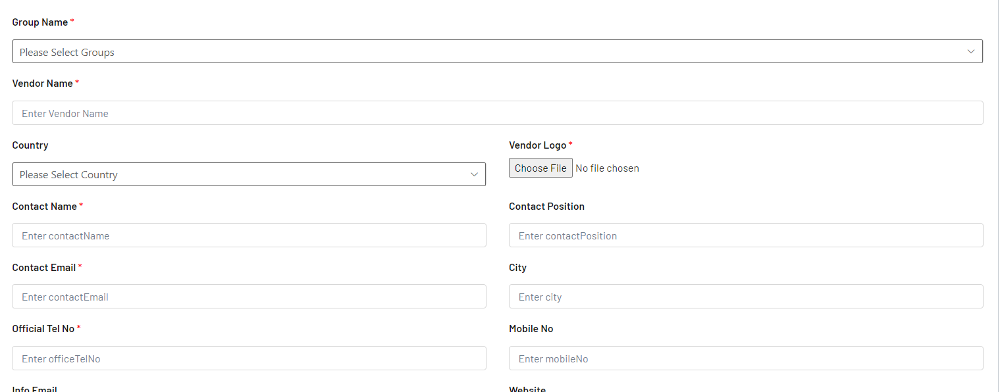 Group Name *
Please Select Groups
Vendor Name *
Enter Vendor Name
Country
Vendor Logo *
Please Select Country
Choose File No file chosen
Contact Name *
Contact Position
Enter contactName
Enter contactPosition
Contact Email *
City
Enter contactEmail
Enter city
Official Tel No *
Mobile No
Enter officeTelNo
Enter mobileNo
Info Email
Website